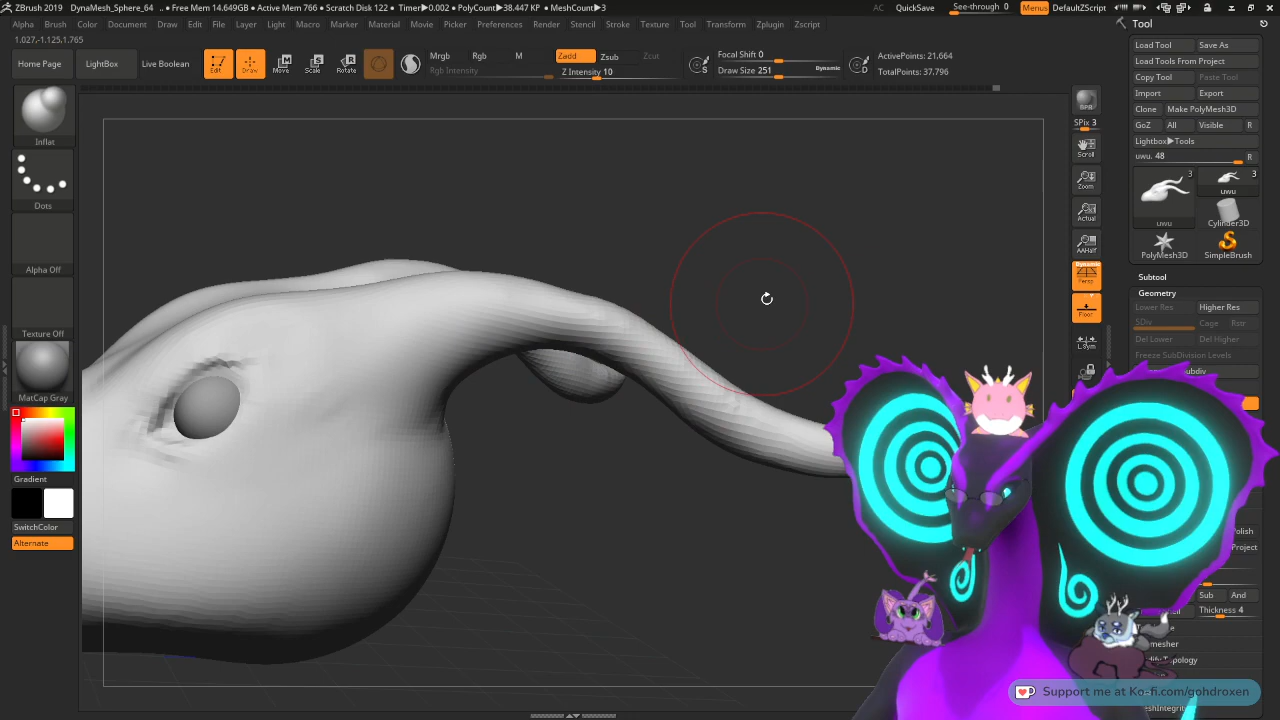 ZBrush 2019 DynaMesh_Sphere_64 .. • Free Mem 14.649GB • Active Mem 766 • Scratch Disk 122 • Timer▶0.002 • PolyCount▶38.447 KP • MeshCount▶3
AC QuickSave See-through 0 Menus DefaultZScript
Alpha Brush Color Document Draw Edit File Layer Light Macro Marker Movie Picker Preferences Render Stencil Stroke Texture Tool Transform Zplugin Zscript
Tool
1.027,-1.125,1.765
Home Page LightBox Live Boolean Edit Draw Move Scale Rotate
Mrgb Rgb M
Rgb Intensity
Zadd Zsub Zcut
Z Intensity 10
S
Focal Shift 0
Draw Size 251 Dynamic
D
ActivePoints: 21,664
TotalPoints: 37,796
Load Tool Save As
Load Tools From Project
Copy Tool Paste Tool
Import Export
Clone Make PolyMesh3D
GoZ All Visible R
Lightbox▶Tools
uwu. 48 R
3 3
uwu
uwu Cylinder3D
PolyMesh3D SimpleBrush
Subtool
Geometry
Lower Res Higher Res
SDiv Cage Rstr
Del Lower Del Higher
Freeze SubDivision Levels
Inflat
Dots
Alpha Off
Texture Off
MatCap Gray
Gradient
SwitchColor
Alternate
BPR
SPix 3
Scroll
Zoom
Actual
AAHalf
Dynamic
Persp
Floor
L.Sym
Sub And
Thickness 4
Support me at Ko-fi.com/gohdroxen